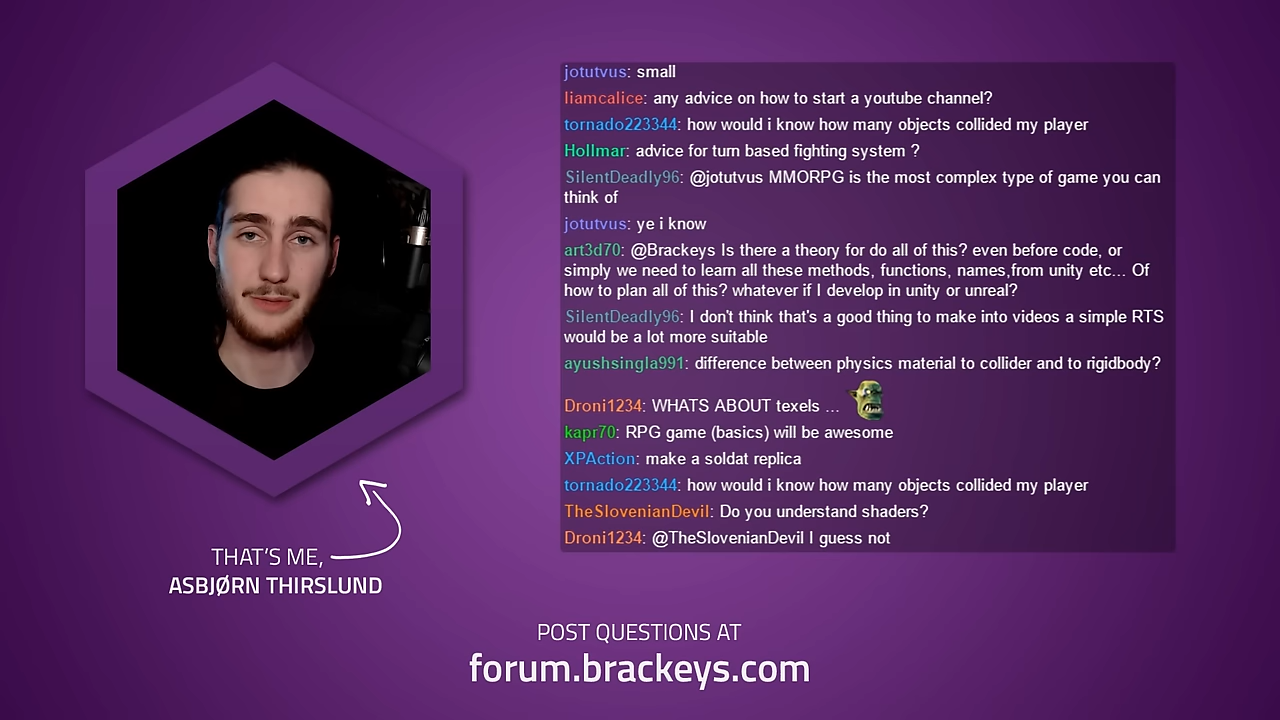 jotutvus: small
liamcalice: any advice on how to start a youtube channel?
tornado223344: how would i know how many objects collided my player
Hollmar: advice for turn based fighting system ?
SilentDeadly96: @jotutvus MMORPG is the most complex type of game you can
think of
jotutvus: ye i know
art3d70: @Brackeys Is there a theory for do all of this? even before code, or
simply we need to learn all these methods, functions, names,from unity etc... Of
how to plan all of this? whatever if I develop in unity or unreal?
SilentDeadly96: I don't think that's a good thing to make into videos a simple RTS
would be a lot more suitable
ayushsingla991: difference between physics material to collider and to rigidbody?
Droni1234: WHATS ABOUT texels ...
kapr70: RPG game (basics) will be awesome
XPAction: make a soldat replica
tornado223344: how would i know how many objects collided my player
TheSlovenianDevil: Do you understand shaders?
Droni1234: @TheSlovenianDevil I guess not
THAT'S ME,
ASBJØRN THIRSLUND
POST QUESTIONS AT
forum.brackeys.com